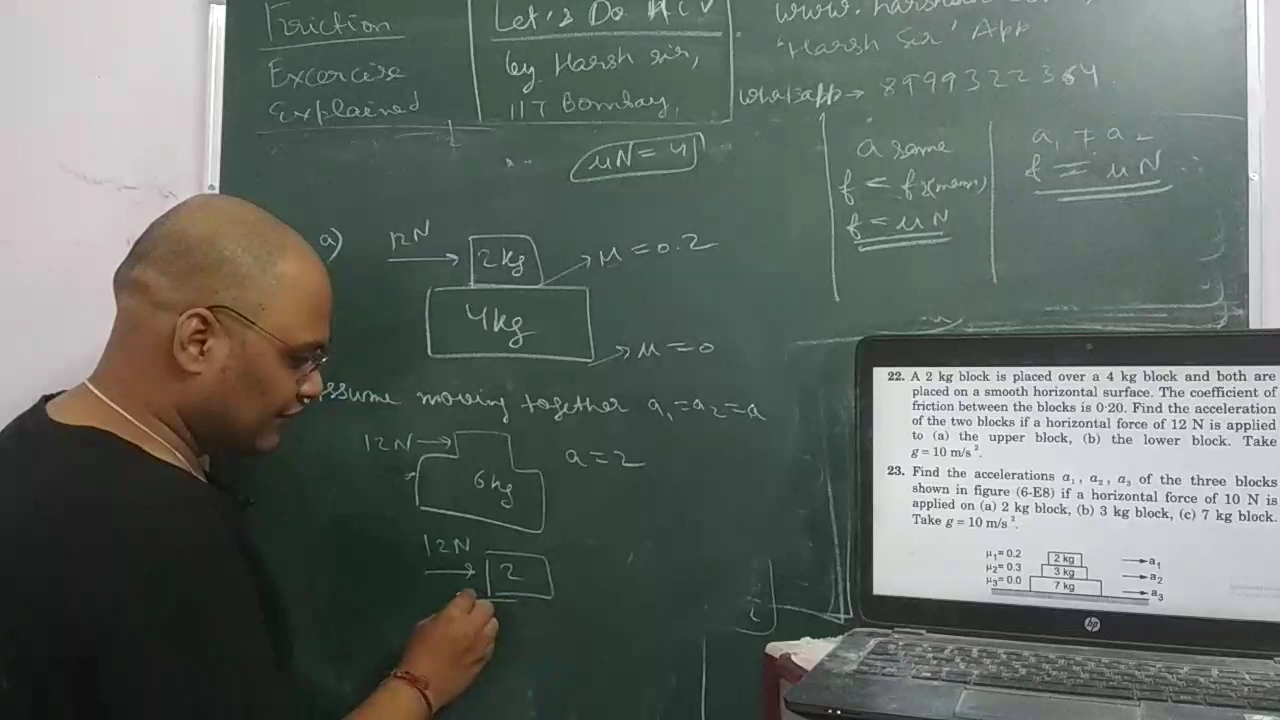 Friction
Excercise
Explained
Let's Do HCV
by Harsh sir,
IIT Bombay,
'Harsh Sir' App
whatsapp → 8999322364
μN = 4
a same
a₁ ≠ a₂
f = μN
f = μN
a)
12N
2kg
μ = 0.2
4kg
μ = 0
ssume moving together a₁ = a₂ = a
12N
6kg
a = 2
12N
2
22. A 2 kg block is placed over a 4 kg block and both are
placed on a smooth horizontal surface. The coefficient of
friction between the blocks is 0·20. Find the acceleration
of the two blocks if a horizontal force of 12 N is applied
to (a) the upper block, (b) the lower block. Take
g = 10 m/s².
23. Find the accelerations a₁, a₂, a₃ of the three blocks
shown in figure (6-E8) if a horizontal force of 10 N is
applied on (a) 2 kg block, (b) 3 kg block, (c) 7 kg block.
Take g = 10 m/s².
μ₁= 0.2 2 kg a₁
μ₂= 0.3 3 kg a₂
μ₃= 0.0 7 kg a₃
hp